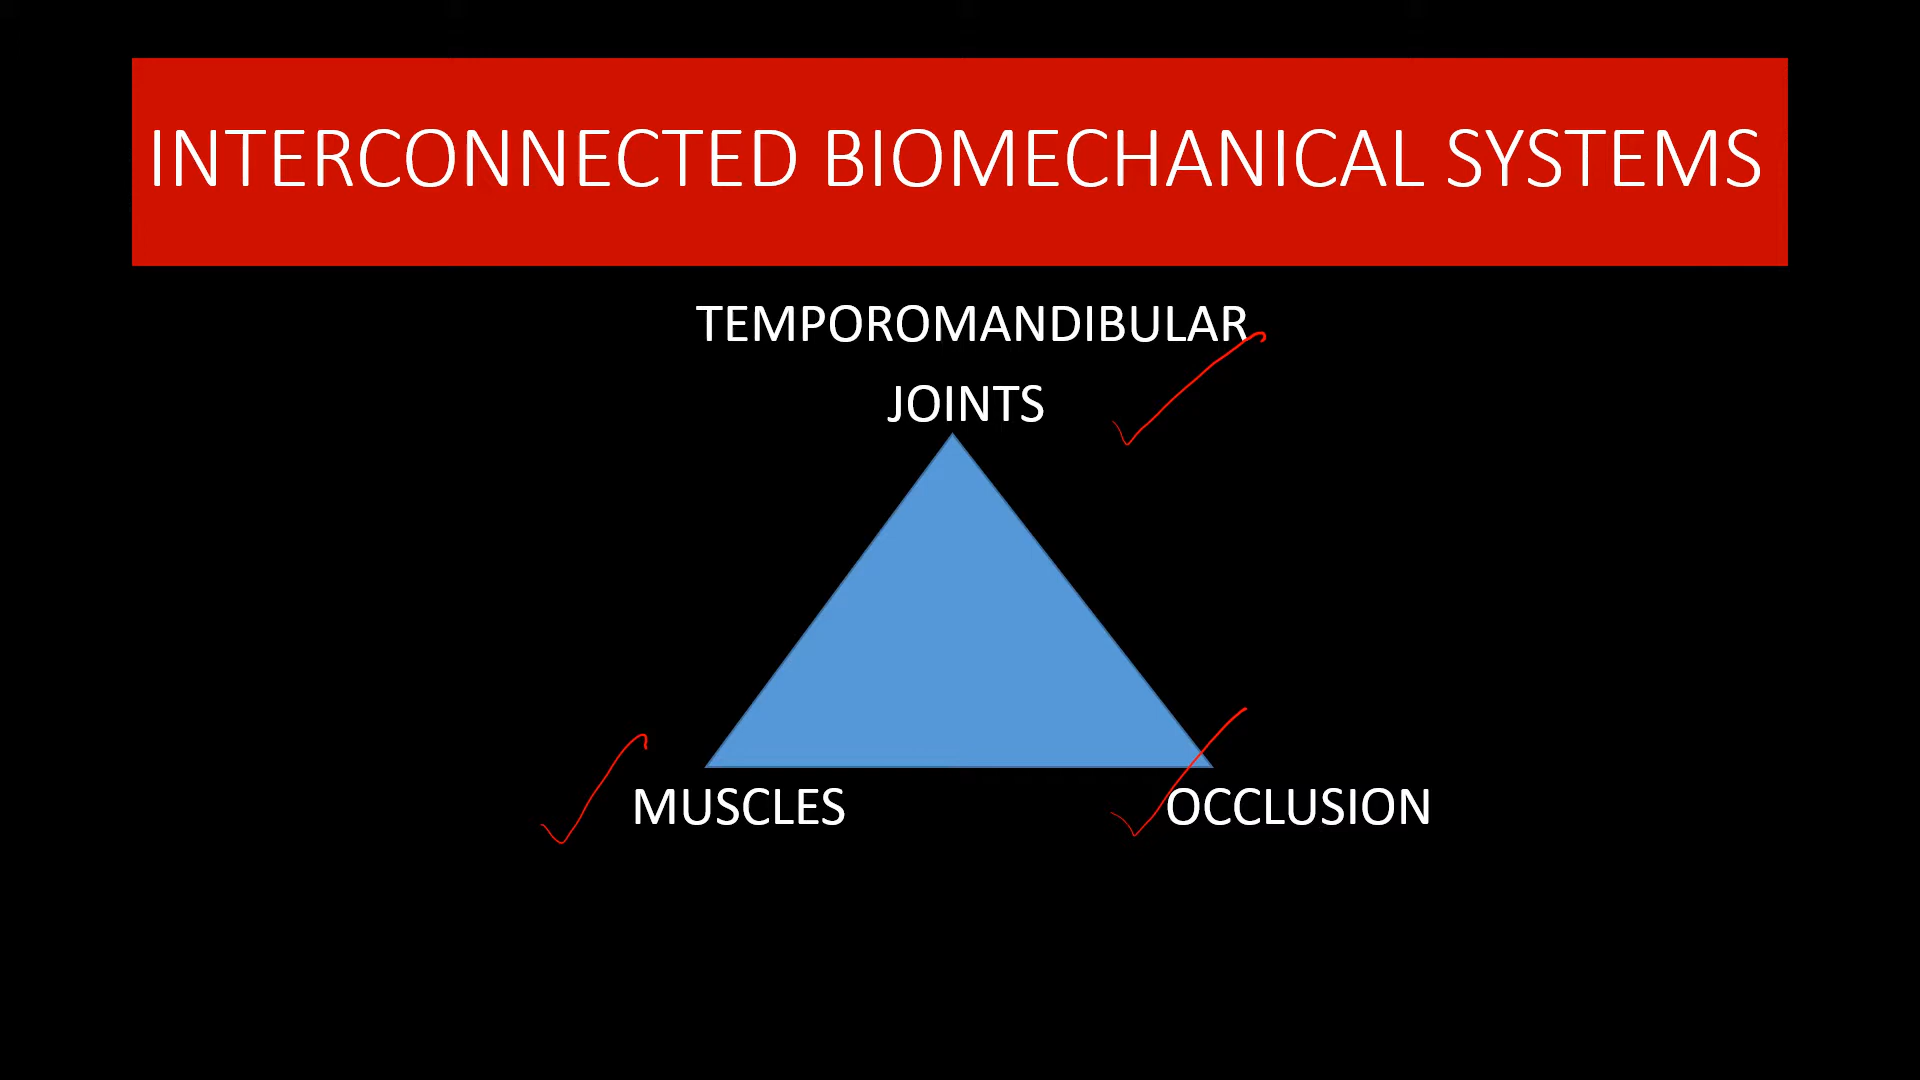 INTERCONNECTED BIOMECHANICAL SYSTEMS
TEMPOROMANDIBULAR
JOINTS
MUSCLES
OCCLUSION